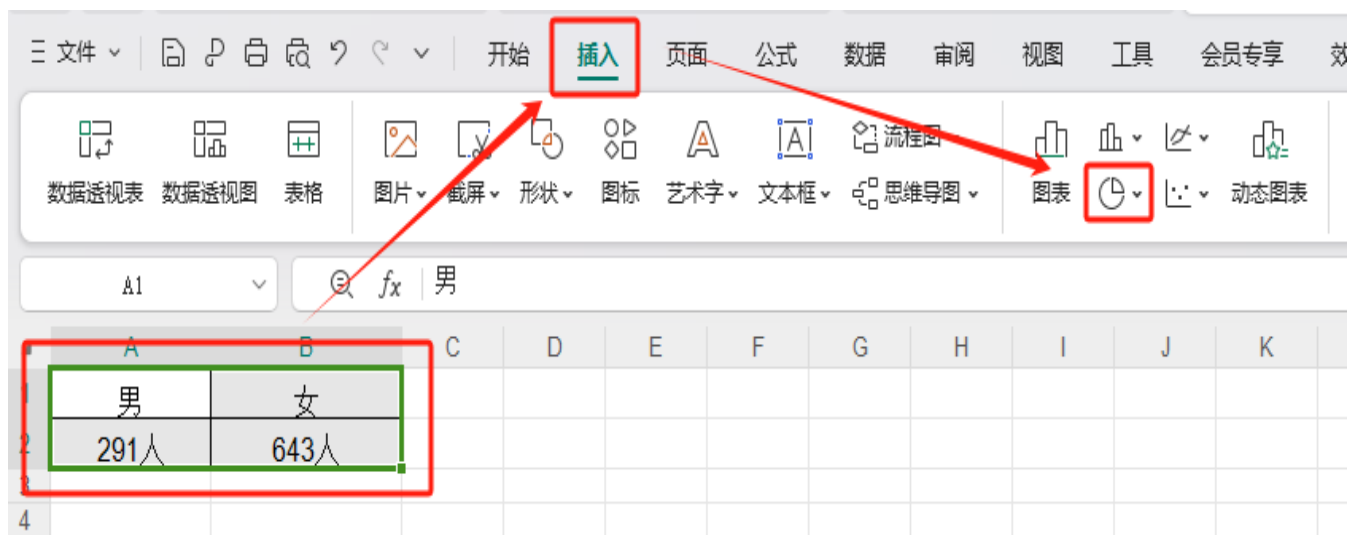 三 文件 开始 插入 页面 公式 数据 审阅 视图 工具 会员专享 效
数据透视表 数据透视图 表格 图片 截屏 形状 图标 艺术字 文本框 流程图 思维导图 图表 动态图表
A1 fx 男
A B C D E F G H I J K
1 男 女
2 291人 643人
3
4